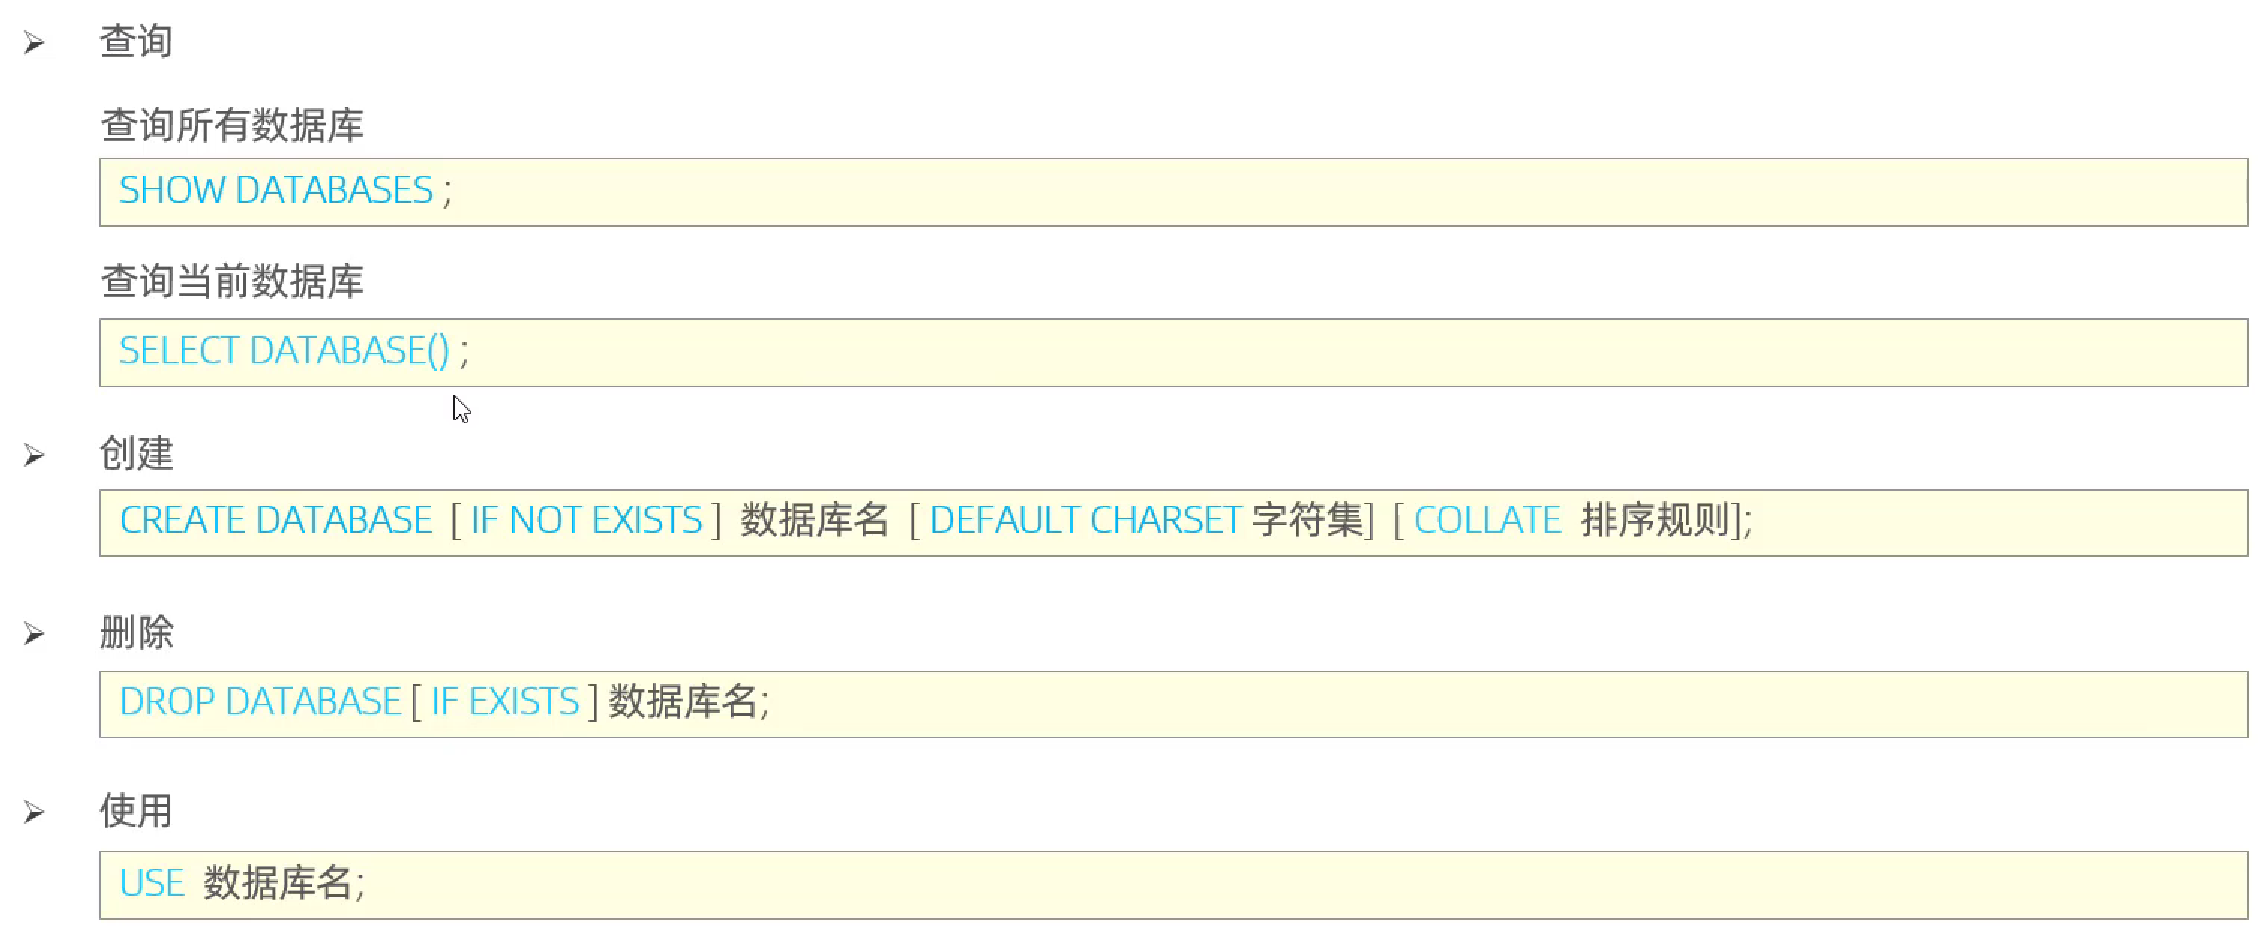 查询
查询所有数据库
SHOW DATABASES ;
查询当前数据库
SELECT DATABASE() ;
创建
CREATE DATABASE [ IF NOT EXISTS ] 数据库名 [ DEFAULT CHARSET 字符集] [ COLLATE 排序规则];
删除
DROP DATABASE [ IF EXISTS ] 数据库名;
使用
USE 数据库名;